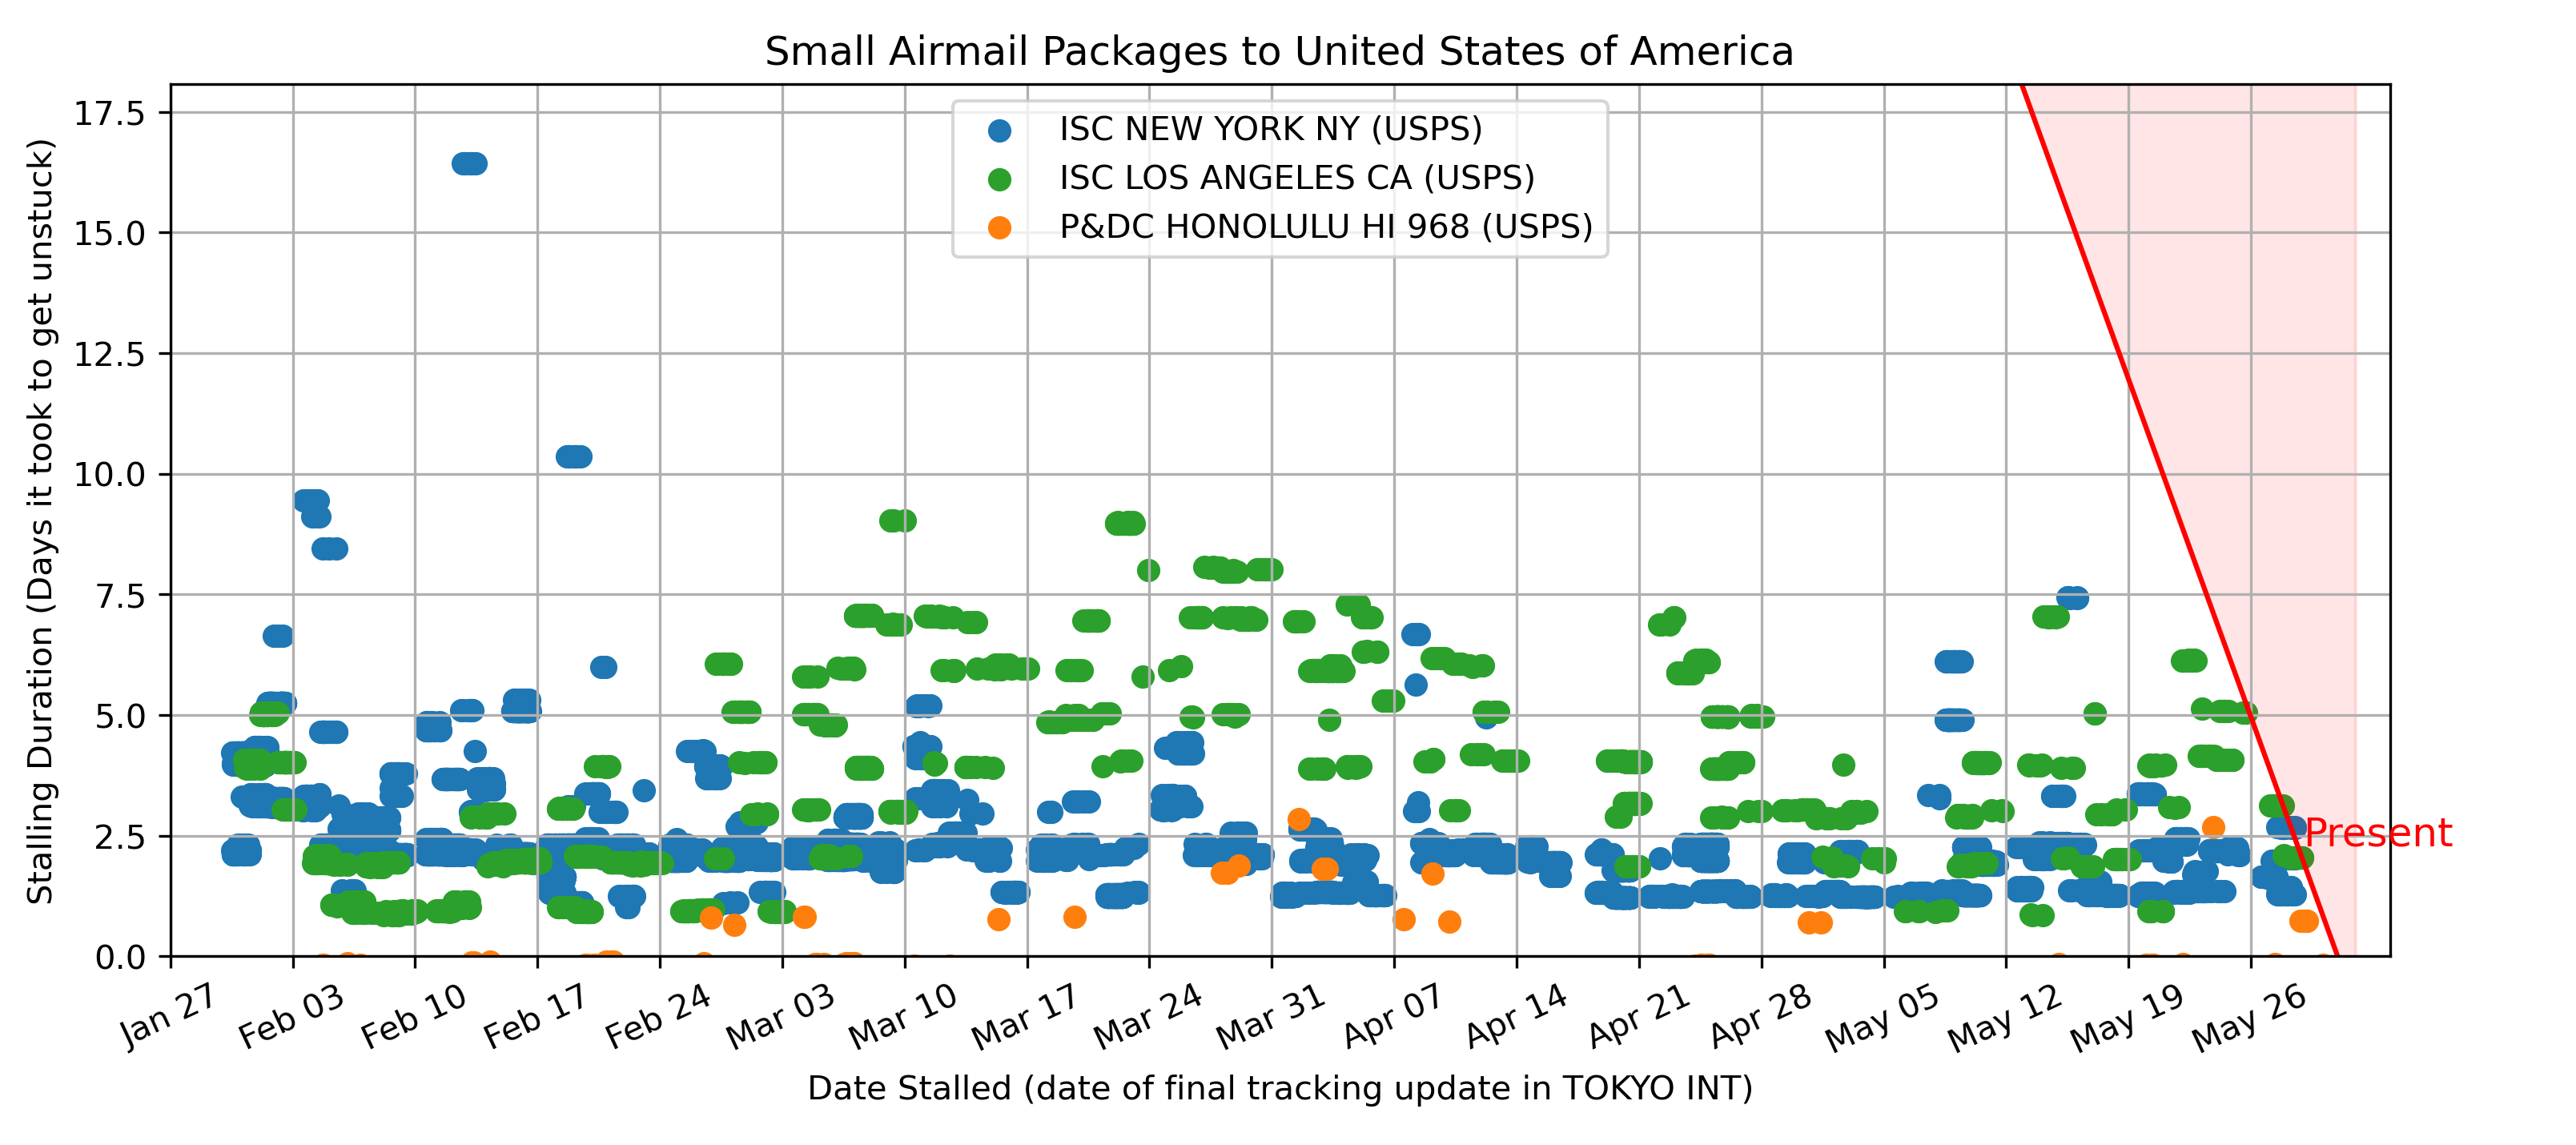 Small Airmail Packages to United States of America
ISC NEW YORK NY (USPS)
ISC LOS ANGELES CA (USPS)
P&DC HONOLULU HI 968 (USPS)
Stalling Duration (Days it took to get unstuck)
17.5
15.0
12.5
10.0
7.5
5.0
2.5
0.0
Present
Jan 27
Feb 03
Feb 10
Feb 17
Feb 24
Mar 03
Mar 10
Mar 17
Mar 24
Mar 31
Apr 07
Apr 14
Apr 21
Apr 28
May 05
May 12
May 19
May 26
Date Stalled (date of final tracking update in TOKYO INT)